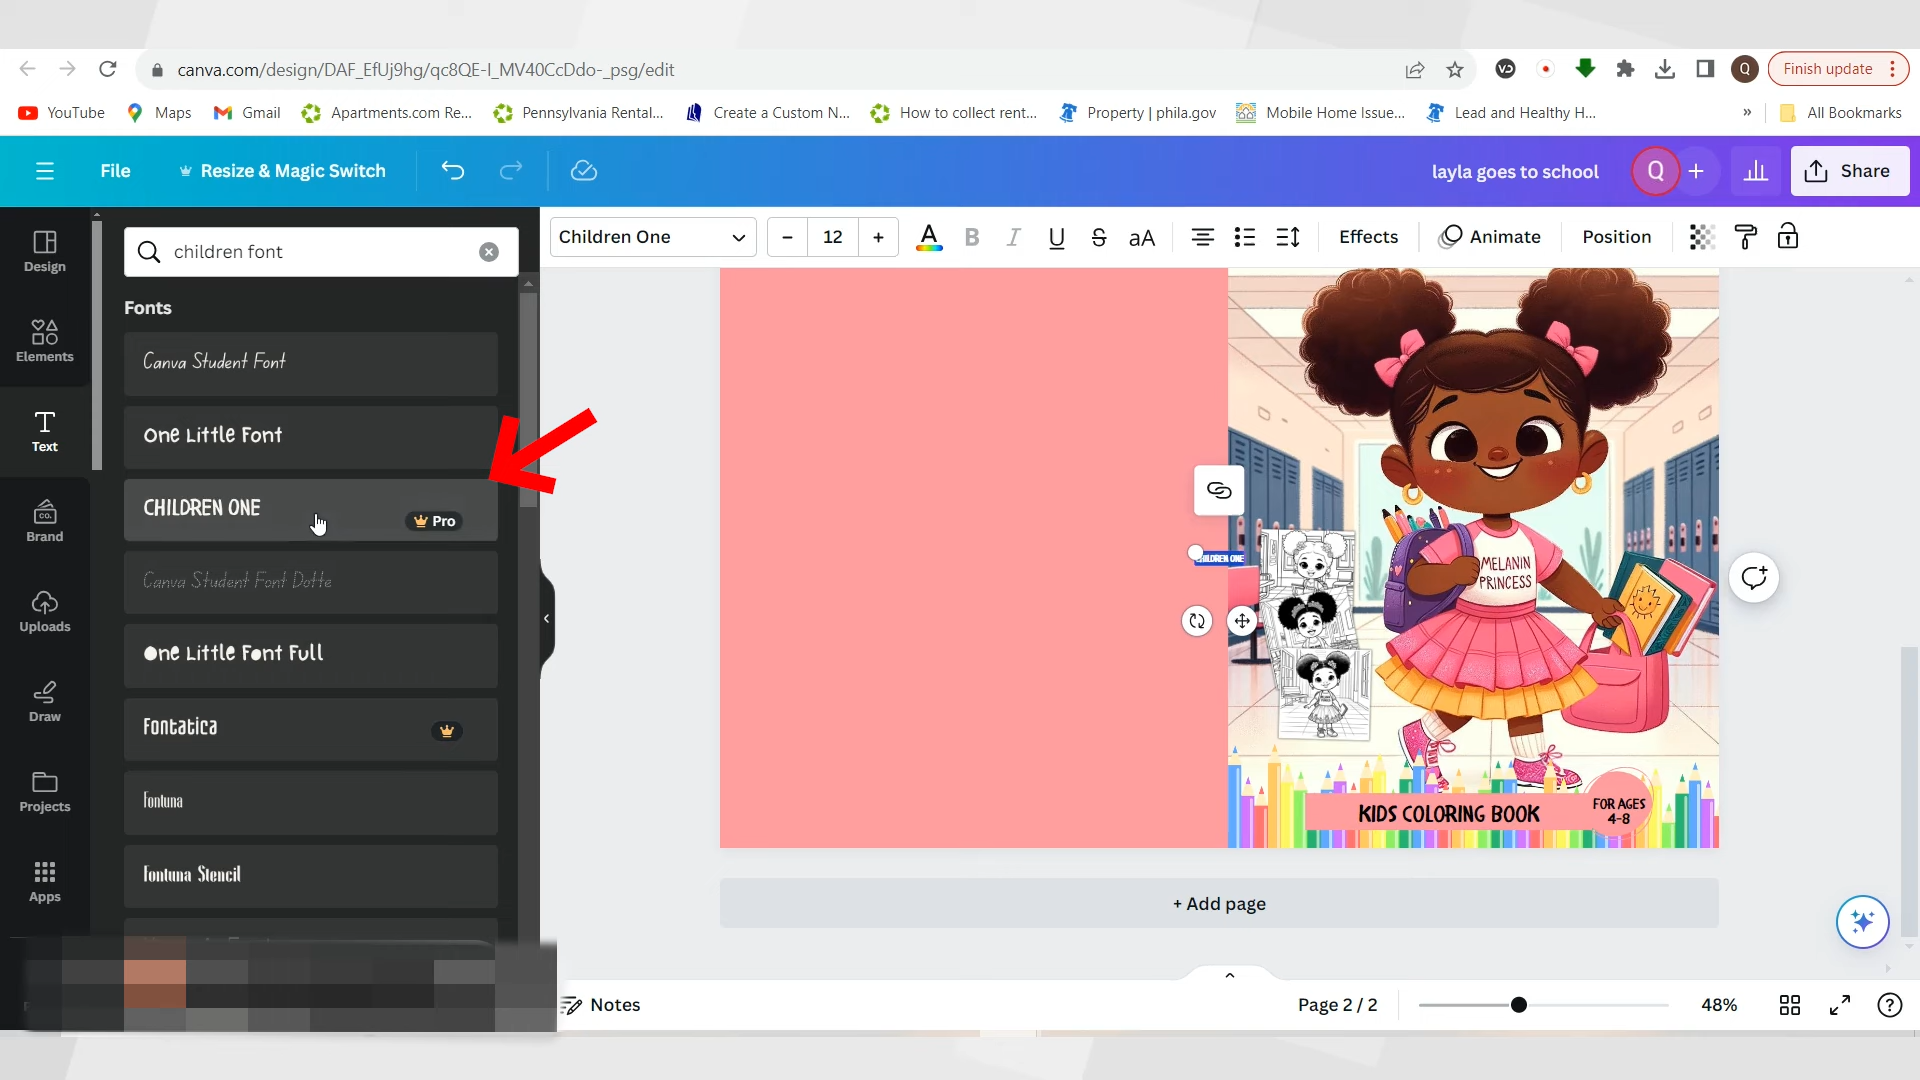 canva.com/design/DAF_EfUj9hg/qc8QE-I_MV40CcDdo-_psg/edit
Q
Finish update
YouTube
Maps
Gmail
Apartments.com Re...
Pennsylvania Rental...
Create a Custom N...
How to collect rent...
Property | phila.gov
Mobile Home Issue...
Lead and Healthy H...
»
All Bookmarks
File
Resize & Magic Switch
layla goes to school
Q
Share
Design
Elements
Text
CO.
Brand
Uploads
Draw
Projects
Apps
children font
Fonts
Canva Student Font
One Little Font
CHILDREN ONE
Pro
Canva Student Font Dotte
One Little Font Full
Fontatica
Fontuna
Fontuna Stencil
Children One
12
A
B
I
U
S
aA
Effects
Animate
Position
CHILDREN ONE
MELANIN
PRINCESS
KIDS COLORING BOOK
FOR AGES
4-8
+ Add page
Notes
Page 2 / 2
48%